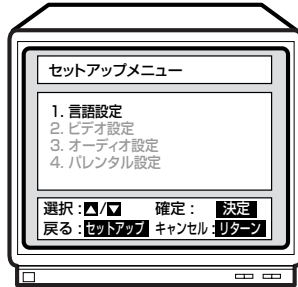 セットアップメニュー
1. 言語設定
2. ビデオ設定
3. オーディオ設定
4. パレンタル設定
選択：▲/▼　確定：　決定
戻る：セットアップ　キャンセル：リターン